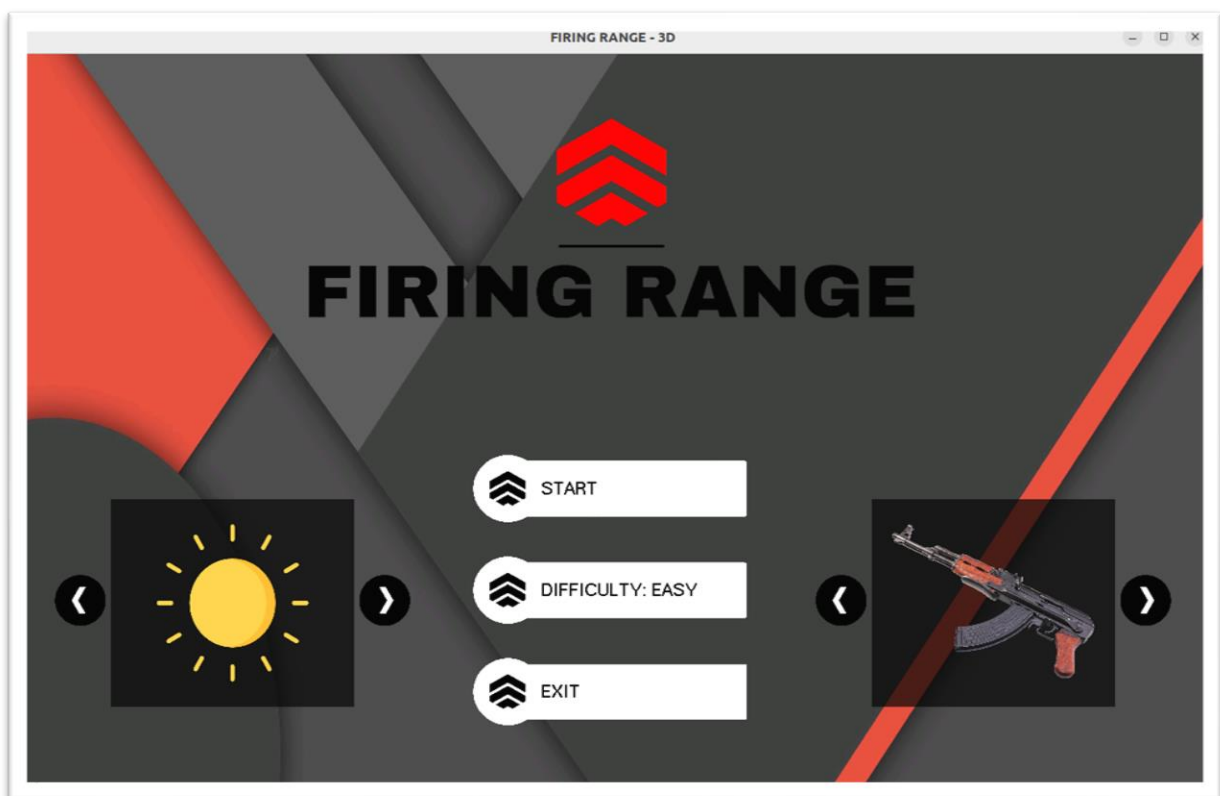 FIRING RANGE - 3D
FIRING RANGE
START
DIFFICULTY: EASY
EXIT